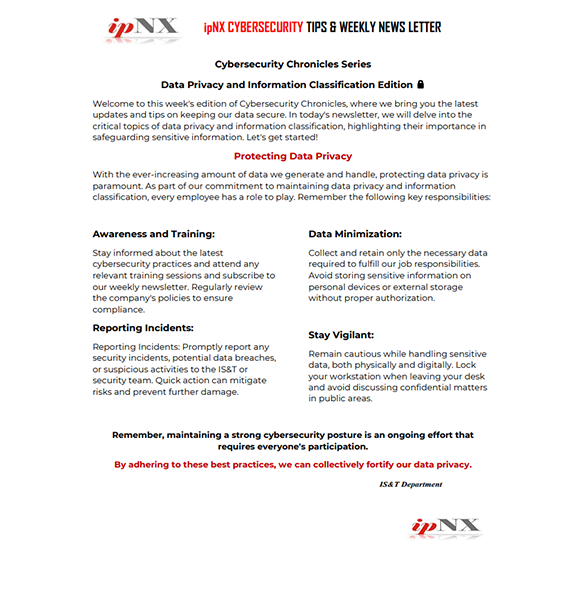 ipNX
ipNX CYBERSECURITY TIPS & WEEKLY NEWS LETTER
Cybersecurity Chronicles Series
Data Privacy and Information Classification Edition
Welcome to this week's edition of Cybersecurity Chronicles, where we bring you the latest
updates and tips on keeping our data secure. In today's newsletter, we will delve into the
critical topics of data privacy and information classification, highlighting their importance in
safeguarding sensitive information. Let's get started!
Protecting Data Privacy
With the ever-increasing amount of data we generate and handle, protecting data privacy is
paramount. As part of our commitment to maintaining data privacy and information
classification, every employee has a role to play. Remember the following key responsibilities:
Awareness and Training:
Stay informed about the latest
cybersecurity practices and attend any
relevant training sessions and subscribe to
our weekly newsletter. Regularly review
the company's policies to ensure
compliance.
Reporting Incidents:
Reporting Incidents: Promptly report any
security incidents, potential data breaches,
or suspicious activities to the IS&T or
security team. Quick action can mitigate
risks and prevent further damage.
Data Minimization:
Collect and retain only the necessary data
required to fulfill our job responsibilities.
Avoid storing sensitive information on
personal devices or external storage
without proper authorization.
Stay Vigilant:
Remain cautious while handling sensitive
data, both physically and digitally. Lock
your workstation when leaving your desk
and avoid discussing confidential matters
in public areas.
Remember, maintaining a strong cybersecurity posture is an ongoing effort that
requires everyone's participation.
By adhering to these best practices, we can collectively fortify our data privacy.
IS&T Department
ipNX